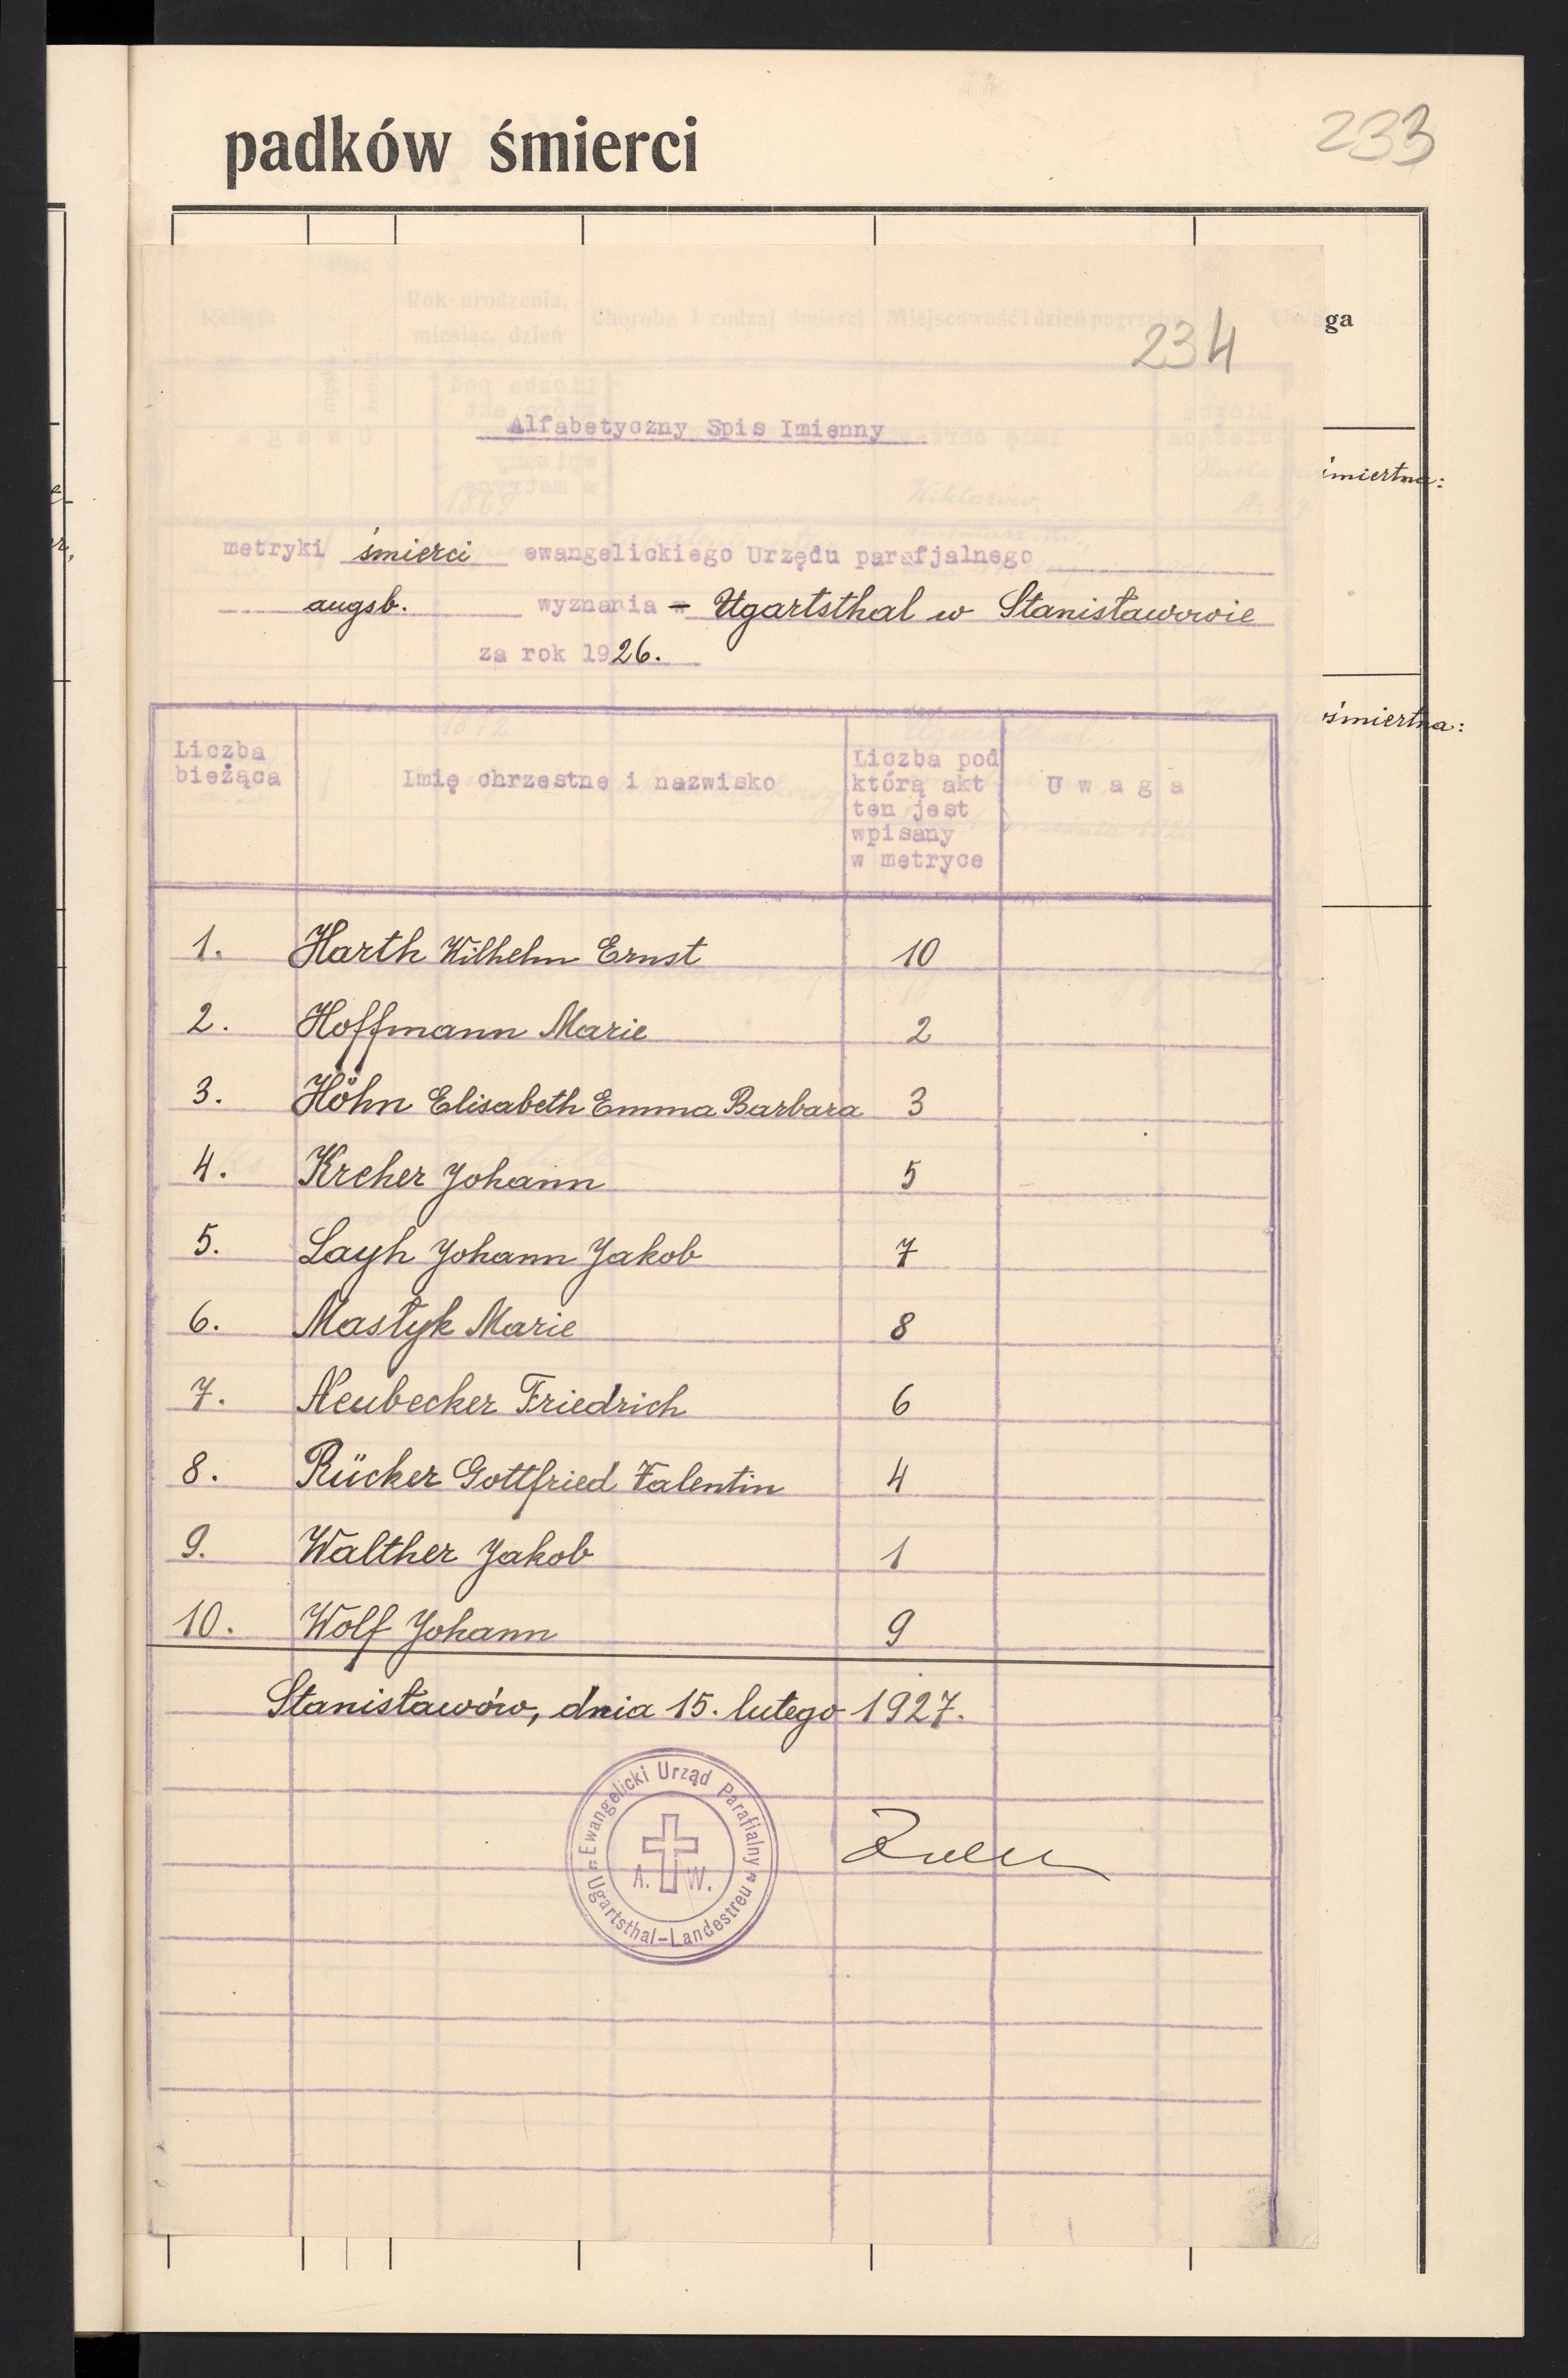 padków śmierci
233
ga
234
Alfabetyczny Spis Imienny
metryki śmierci ewangelickiego Urzędu parafjalnego
augsb. wyznania - Ugartsthal w Stanisławowie
za rok 1926.
śmiertna:
Liczba bieżąca
Imię chrzestne i nazwisko
Liczba pod którą akt ten jest wpisany w metryce
Uwaga
1. Harth Wilhelm Ernst 10
2. Hoffmann Marie 2
3. Höhn Elisabeth Emma Barbara 3
4. Kreher Johann 5
5. Layh Johann Jakob 7
6. Mastyk Marie 8
7. Neubecker Friedrich 6
8. Rücker Gottfried Valentin 4
9. Walther Jakob 1
10. Wolf Johann 9
Stanisławów, dnia 15. lutego 1927.
Ewangelicki Urząd Parafialny
A. W.
Ugartsthal-Landestreu